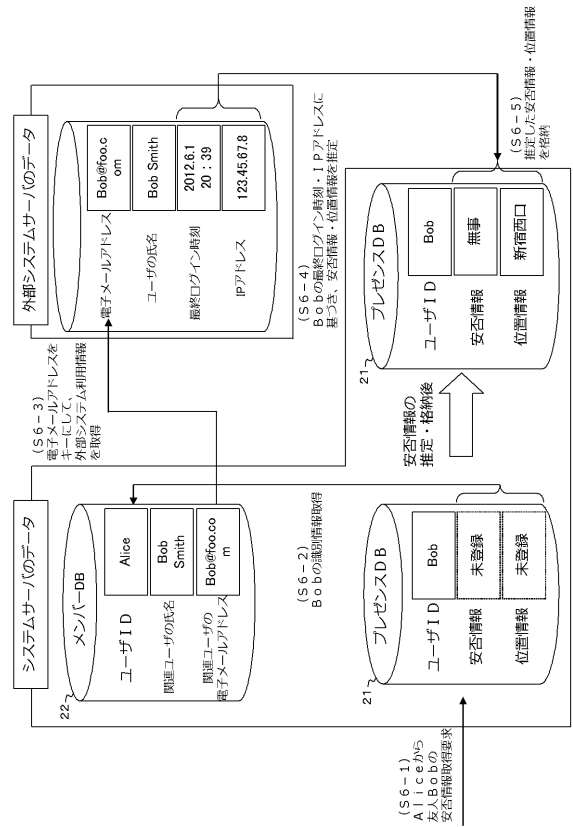 システムサーバのデータ
外部システムサーバのデータ
22
メンバーDB
ユーザID
Alice
関連ユーザの氏名
Bob
Smith
関連ユーザの
電子メールアドレス
Bob@foo.co
m
(S6-3)
電子メールアドレスを
キーにして、
外部システム利用情報
を取得
電子メールアドレス
Bob@foo.c
om
ユーザの氏名
Bob Smith
最終ログイン時刻
2012.6.1
20:39
IPアドレス
123.45.67.8
(S6-2)
Bobの識別情報取得
(S6-4)
Bobの最終ログイン時刻・IPアドレスに
基づき、安否情報・位置情報を推定
(S6-1)
Aliceから
友人Bobの
安否情報取得要求
21
プレゼンスDB
ユーザID
Bob
安否情報
未登録
位置情報
未登録
安否情報の
推定・格納後
21
プレゼンスDB
ユーザID
Bob
安否情報
無事
位置情報
新宿西口
(S6-5)
推定した安否情報・位置情報
を格納